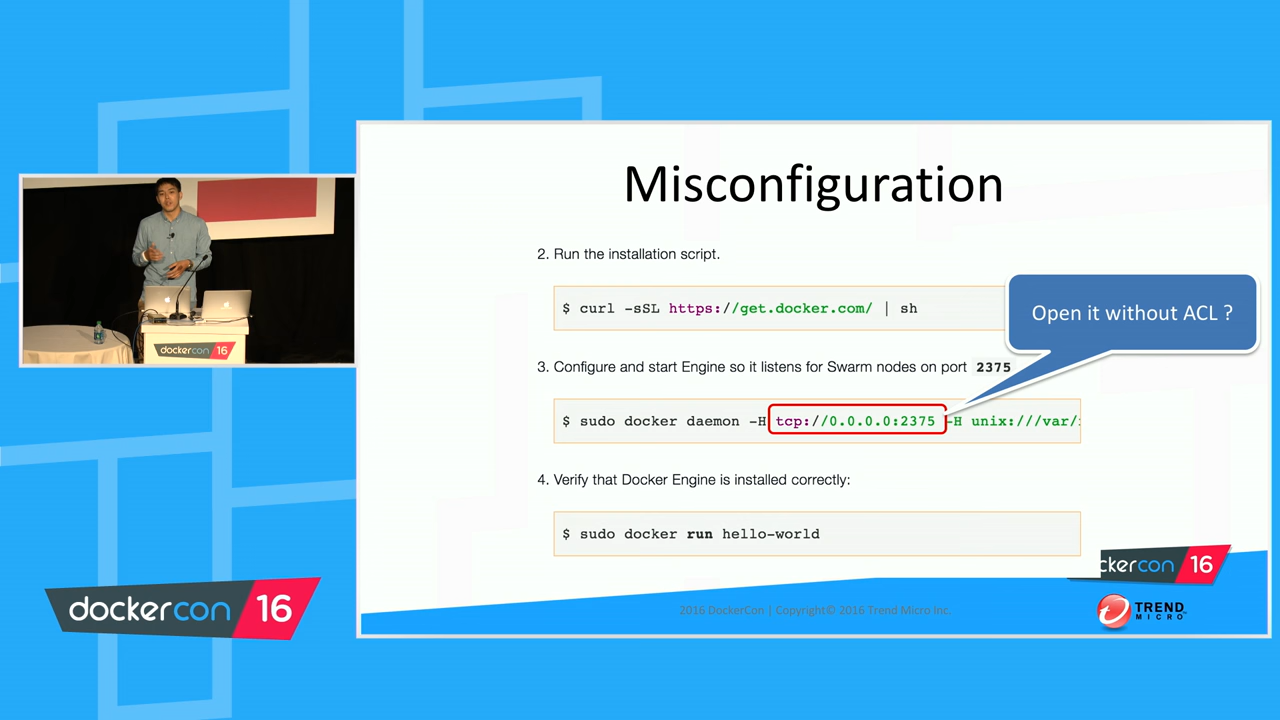 Misconfiguration
2. Run the installation script.
$ curl -sSL https://get.docker.com/ | sh
Open it without ACL ?
3. Configure and start Engine so it listens for Swarm nodes on port 2375
$ sudo docker daemon -H tcp://0.0.0.0:2375 -H unix:///var/
4. Verify that Docker Engine is installed correctly:
$ sudo docker run hello-world
ckercon 16
2016 DockerCon | Copyright© 2016 Trend Micro Inc.
TREND
MICRO
dockercon 16
dockercon 16